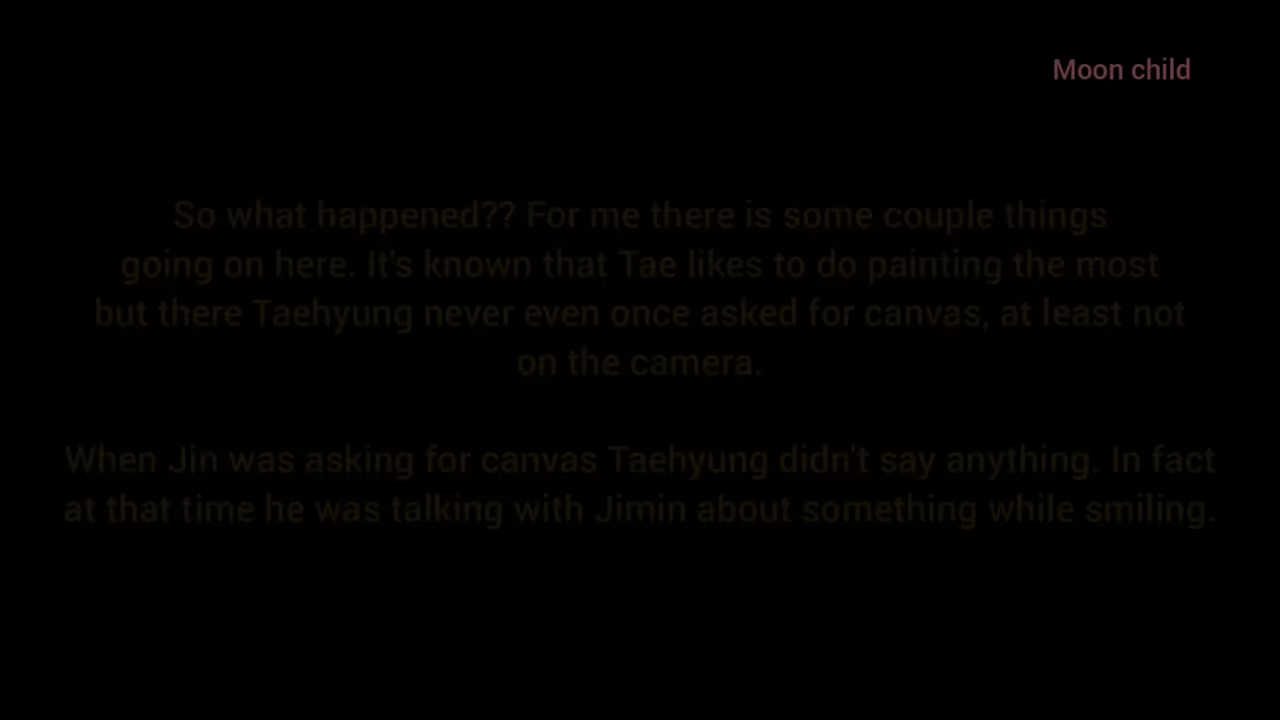 Moon child
So what happened?? For me there is some couple things
going on here. It's known that Tae likes to do painting the most
but there Taehyung never even once asked for canvas, at least not
on the camera.
When Jin was asking for canvas Taehyung didn't say anything. In fact
at that time he was talking with Jimin about something while smiling.